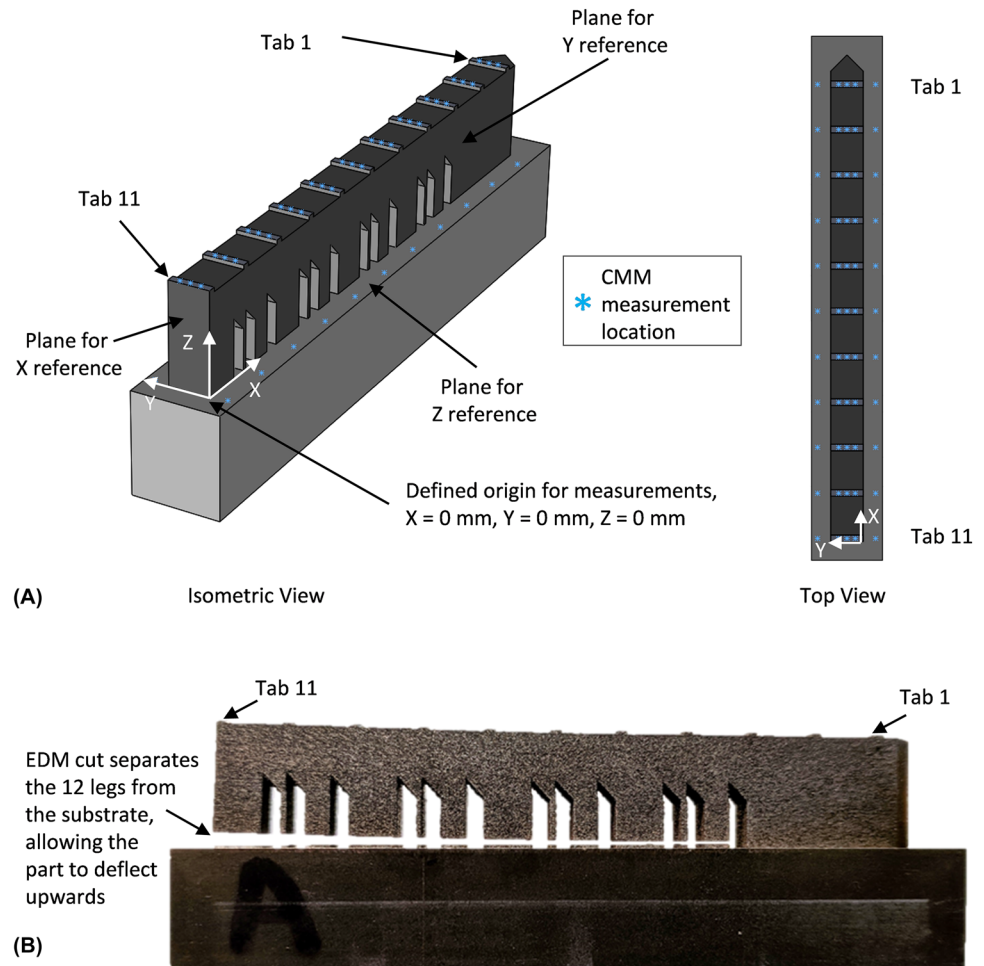 Plane for
Y reference
Tab 1
Tab 1
Tab 11
CMM
measurement
location
Plane for
X reference
Z
Y
X
Plane for
Z reference
Defined origin for measurements,
X = 0 mm, Y = 0 mm, Z = 0 mm
X
Y
Tab 11
(A)
Isometric View
Top View
Tab 11
Tab 1
EDM cut separates
the 12 legs from
the substrate,
allowing the
part to deflect
upwards
A
(B)